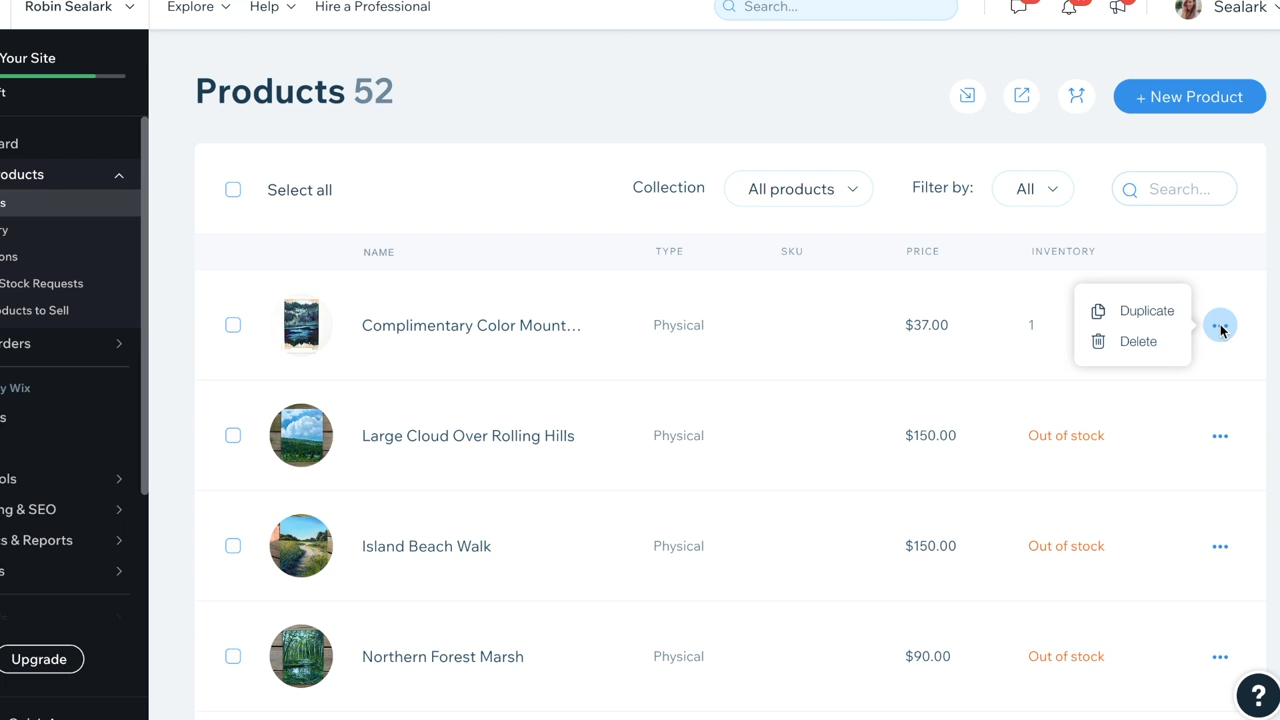 Robin Sealark
Explore
Help
Hire a Professional
Search...
Sealark
Your Site
ft
ard
oducts
s
ry
ons
Stock Requests
ducts to Sell
rders
y Wix
s
ols
ng & SEO
s & Reports
s
Upgrade
Products 52
+ New Product
Select all
Collection
All products
Filter by:
All
Search...
NAME TYPE SKU PRICE INVENTORY
Complimentary Color Mount... Physical $37.00 1
Duplicate
Delete
Large Cloud Over Rolling Hills Physical $150.00 Out of stock
Island Beach Walk Physical $150.00 Out of stock
Northern Forest Marsh Physical $90.00 Out of stock
?